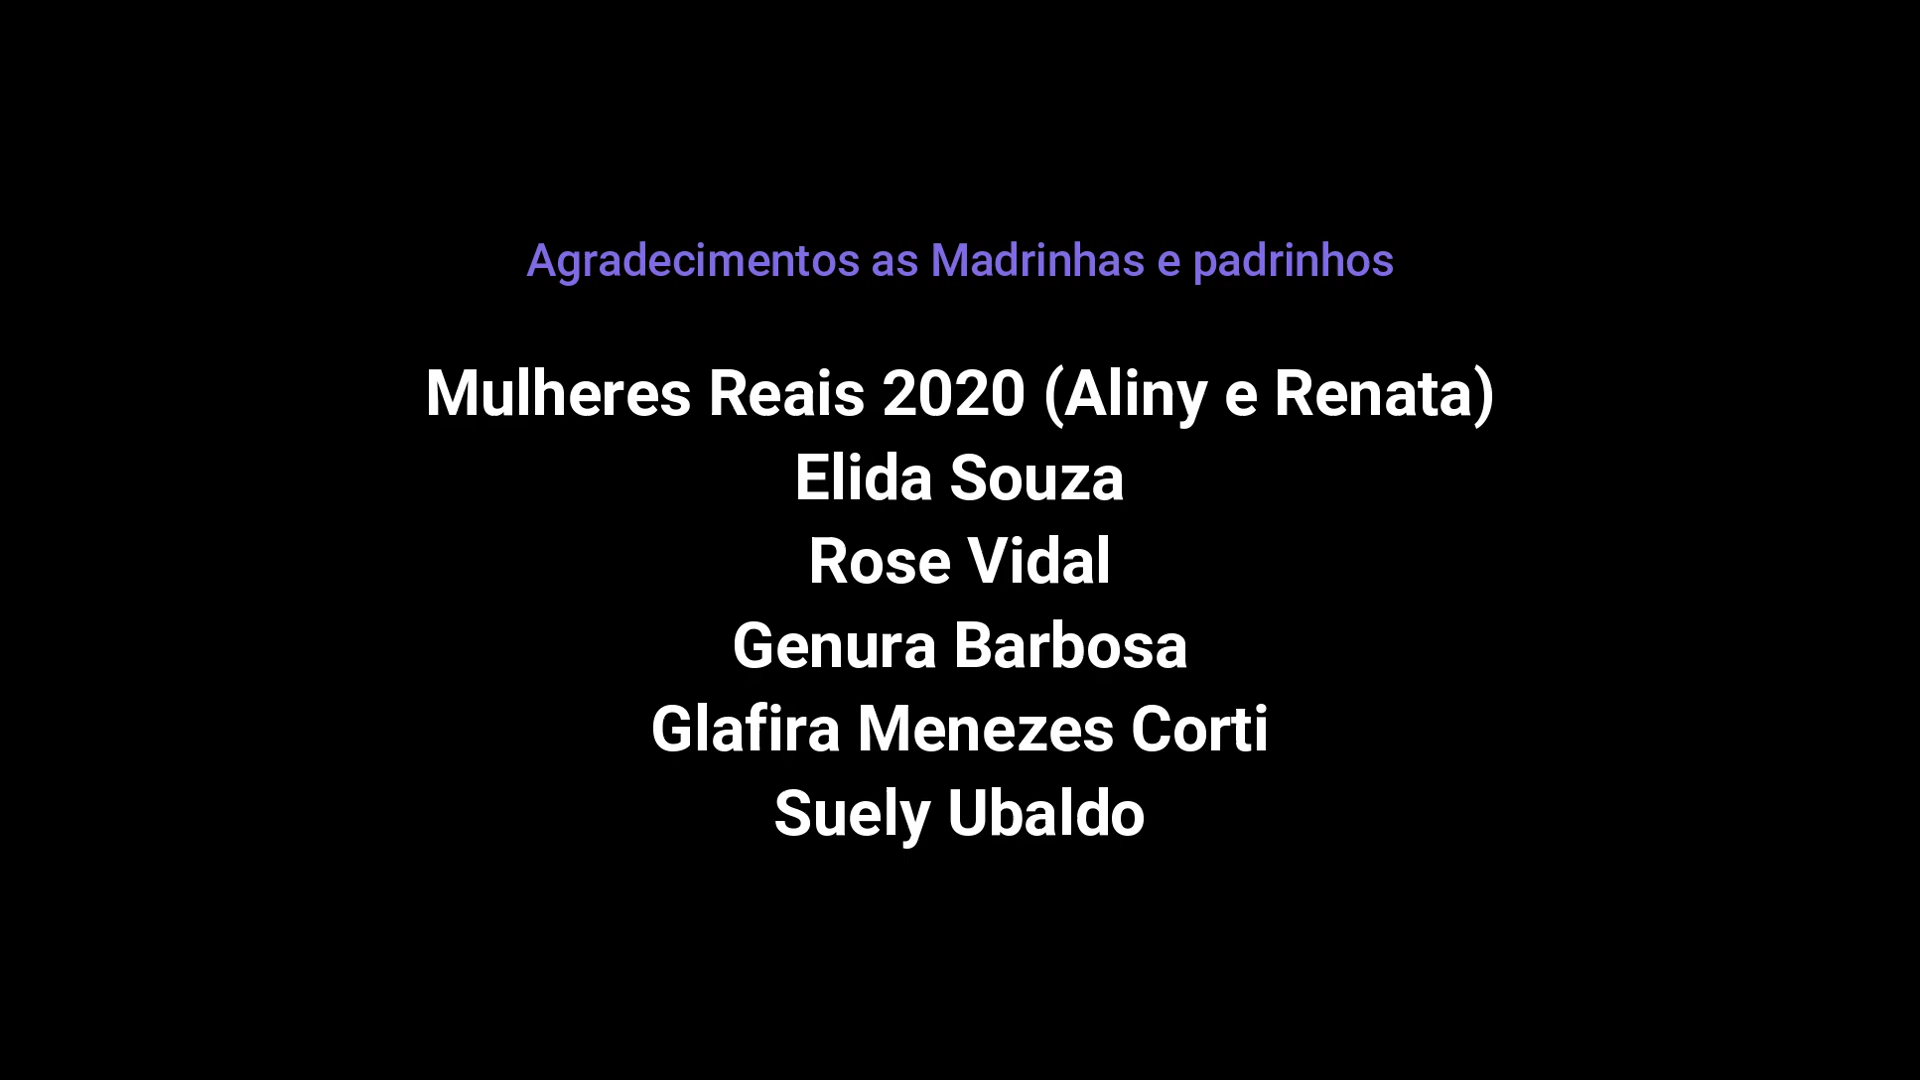 Agradecimentos as Madrinhas e padrinhos
Mulheres Reais 2020 (Aliny e Renata)
Elida Souza
Rose Vidal
Genura Barbosa
Glafira Menezes Corti
Suely Ubaldo